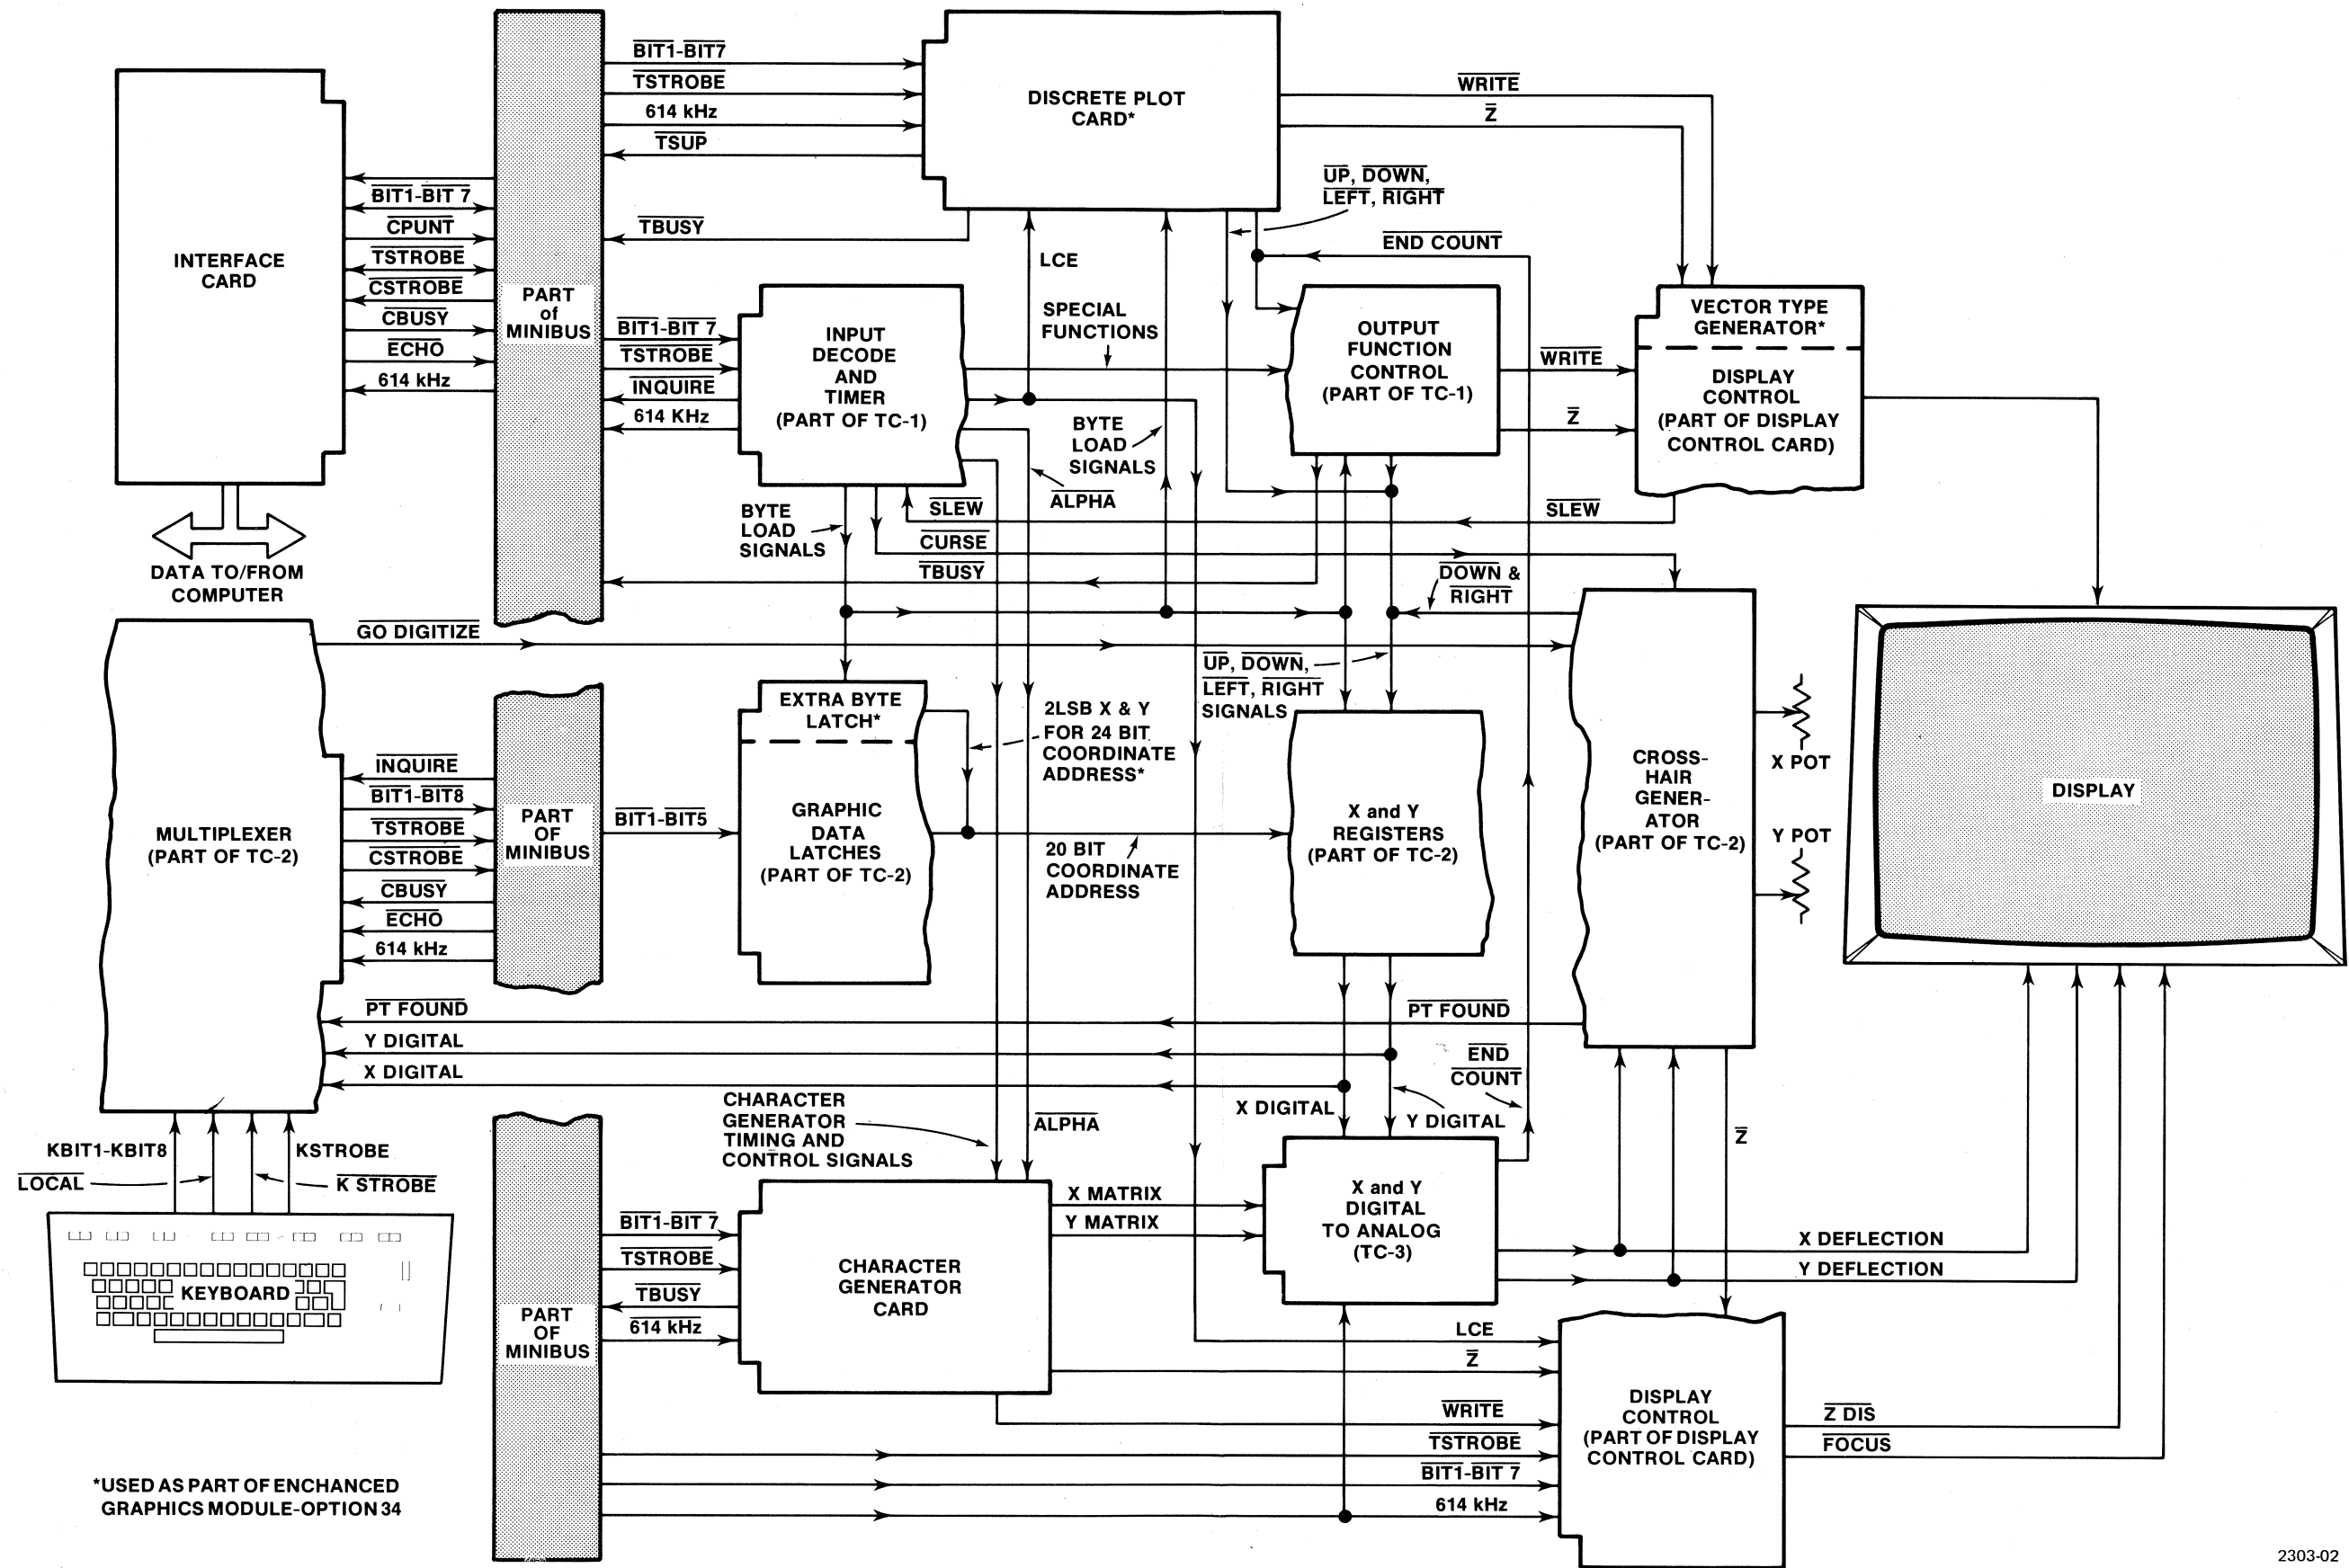 BIT1-BIT7
TSTROBE
614 kHz
TSUP
TBUSY
DISCRETE PLOT
CARD*
WRITE
Z
UP, DOWN,
LEFT, RIGHT
END COUNT
LCE
INTERFACE
CARD
BIT1-BIT 7
CPUNT
TSTROBE
CSTROBE
CBUSY
ECHO
614 kHz
PART
of
MINIBUS
BIT1-BIT 7
TSTROBE
INQUIRE
614 KHz
INPUT
DECODE
AND
TIMER
(PART OF TC-1)
SPECIAL
FUNCTIONS
BYTE
LOAD
SIGNALS
ALPHA
OUTPUT
FUNCTION
CONTROL
(PART OF TC-1)
WRITE
Z
VECTOR TYPE
GENERATOR*
DISPLAY
CONTROL
(PART OF DISPLAY
CONTROL CARD)
DATA TO/FROM
COMPUTER
BYTE
LOAD
SIGNALS
SLEW
SLEW
CURSE
TBUSY
DOWN &
RIGHT
GO DIGITIZE
UP, DOWN,
LEFT, RIGHT
SIGNALS
MULTIPLEXER
(PART OF TC-2)
INQUIRE
BIT1-BIT8
TSTROBE
CSTROBE
CBUSY
ECHO
614 kHz
PART
OF
MINIBUS
BIT1-BIT5
EXTRA BYTE
LATCH*
GRAPHIC
DATA
LATCHES
(PART OF TC-2)
2LSB X & Y
FOR 24 BIT
COORDINATE
ADDRESS*
20 BIT
COORDINATE
ADDRESS
X and Y
REGISTERS
(PART OF TC-2)
CROSS-
HAIR
GENER-
ATOR
(PART OF TC-2)
X POT
Y POT
DISPLAY
PT FOUND
PT FOUND
Y DIGITAL
X DIGITAL
END
COUNT
X DIGITAL
Y DIGITAL
CHARACTER
GENERATOR
TIMING AND
CONTROL SIGNALS
ALPHA
Z
KBIT1-KBIT8
KSTROBE
LOCAL
K STROBE
KEYBOARD
PART
OF
MINIBUS
BIT1-BIT 7
TSTROBE
TBUSY
614 kHz
CHARACTER
GENERATOR
CARD
X MATRIX
Y MATRIX
X and Y
DIGITAL
TO ANALOG
(TC-3)
X DEFLECTION
Y DEFLECTION
LCE
Z
WRITE
TSTROBE
BIT1-BIT 7
614 kHz
DISPLAY
CONTROL
(PART OF DISPLAY
CONTROL CARD)
Z DIS
FOCUS
*USED AS PART OF ENCHANCED
GRAPHICS MODULE-OPTION 34
2303-02